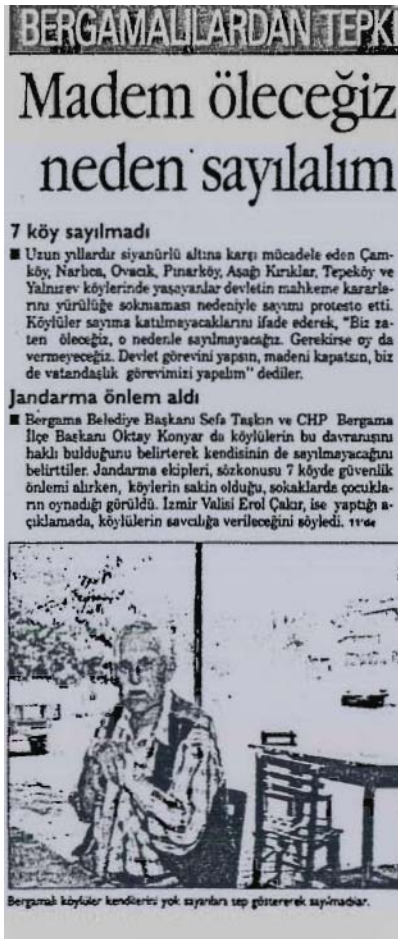 BERGAMALILARDAN TEPKİ
Madem öleceğiz
neden sayılalım
7 köy sayılmadı
■ Uzun yıllardır siyanürlü altına karşı mücadele eden Çam-
köy, Narlıca, Ovacık, Pınarköy, Aşağı Kırıklar, Tepeköy ve
Yalnızev köylerinde yaşayanlar devletin mahkeme kararla-
rını yürülüğe sokmaması nedeniyle sayımı protesto etti.
Köylüler sayıma katılmayacaklarını ifade ederek, "Biz za-
ten öleceğiz, o nedenle sayılmayacağız. Gerekirse oy da
vermeyeceğiz. Devlet görevini yapsın, madeni kapatsın, biz
de vatandaşlık görevimizi yapelim" dediler.
Jandarma önlem aldı
■ Bergama Belediye Başkanı Sefa Taşkın ve CHP Bergama
İlçe Başkanı Oktay Konyar da köylülerin bu davranışını
haklı bulduğunu belirterek kendisinin de sayılmayacağını
belirttiler. Jandarma ekipleri, sözkonusu 7 köyde güvenlik
önlemi alırken, köylerin sakin olduğu, sokaklarda çocukla-
rın oynadığı görüldü. İzmir Valisi Erol Çakır, ise yaptığı a-
çıklamada, köylülerin savcılığa verileceğini söyledi. 11'de
Bergamalı köylüler kendilerini yok sayanlara tep göstererek sayılmadılar.